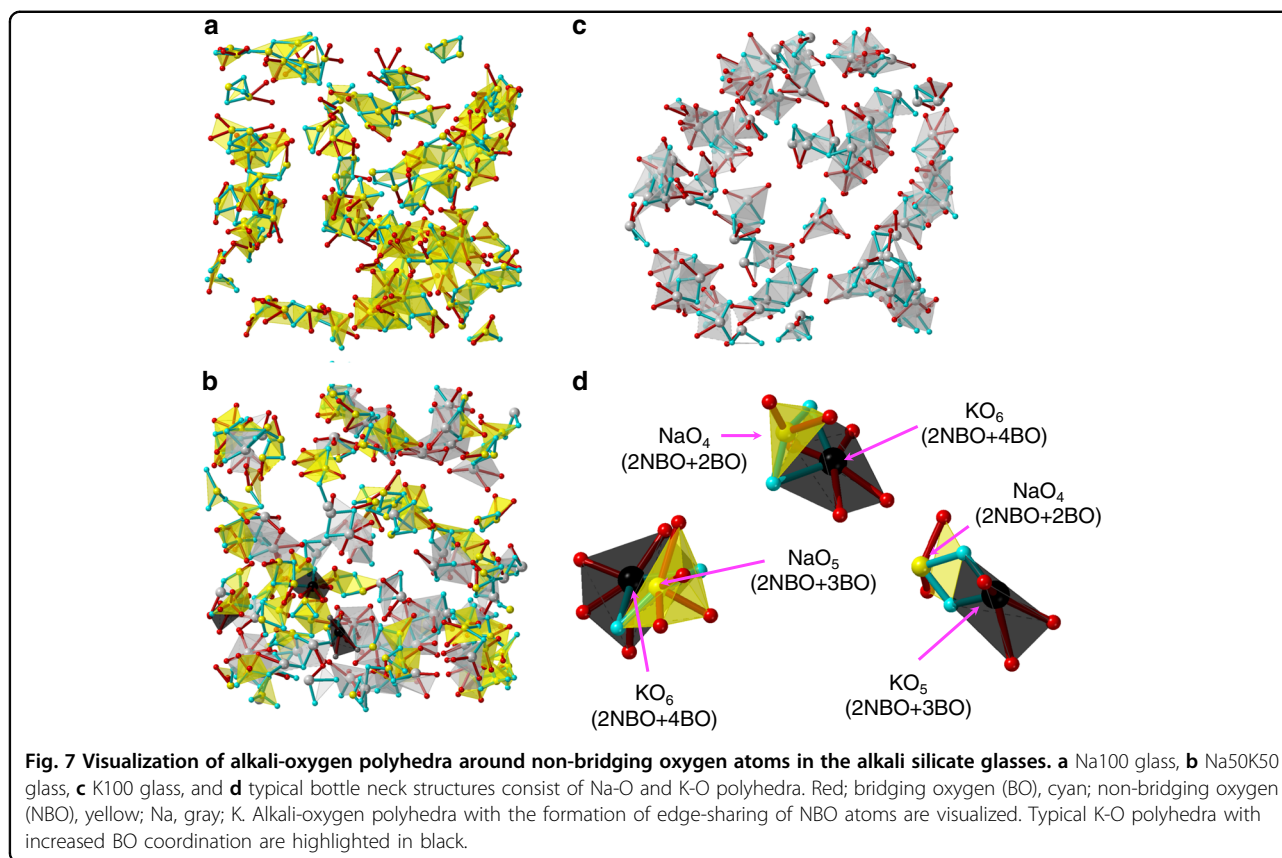 a
c
b
d
NaO4
(2NBO+2BO)
KO6
(2NBO+4BO)
NaO4
(2NBO+2BO)
NaO5
(2NBO+3BO)
KO6
(2NBO+4BO)
KO5
(2NBO+3BO)
Fig. 7 Visualization of alkali-oxygen polyhedra around non-bridging oxygen atoms in the alkali silicate glasses. a Na100 glass, b Na50K50
glass, c K100 glass, and d typical bottle neck structures consist of Na-O and K-O polyhedra. Red; bridging oxygen (BO), cyan; non-bridging oxygen
(NBO), yellow; Na, gray; K. Alkali-oxygen polyhedra with the formation of edge-sharing of NBO atoms are visualized. Typical K-O polyhedra with
increased BO coordination are highlighted in black.